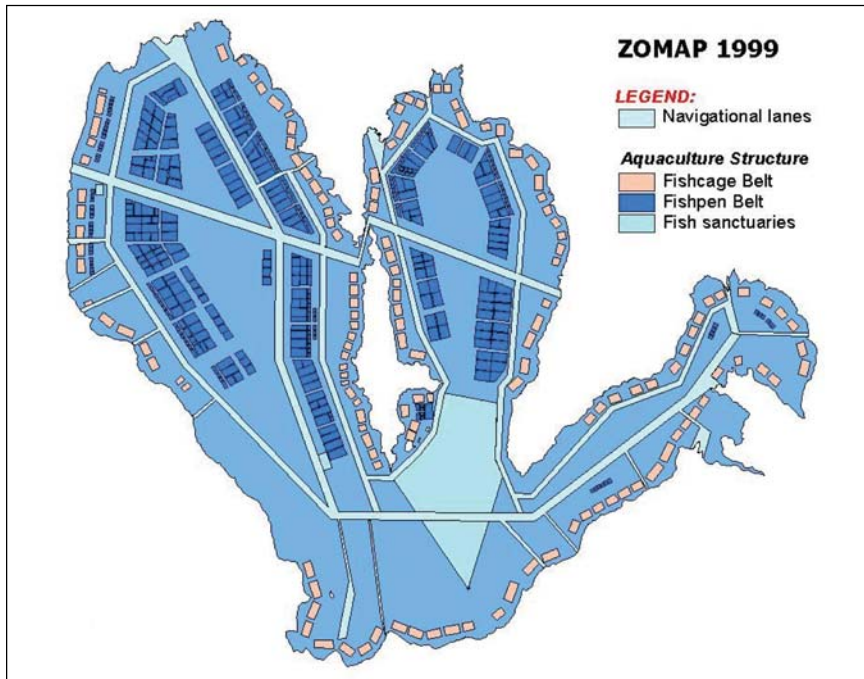 ZOMAP 1999
LEGEND:
Navigational lanes
Aquaculture Structure
Fishcage Belt
Fishpen Belt
Fish sanctuaries